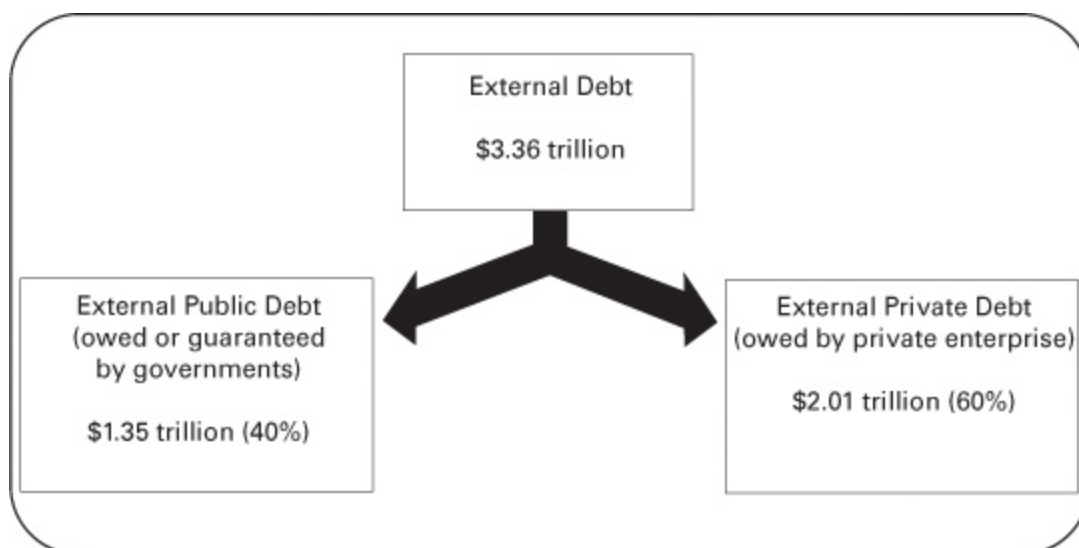 External Debt
$3.36 trillion
External Public Debt
(owed or guaranteed
by governments)
$1.35 trillion (40%)
External Private Debt
(owed by private enterprise)
$2.01 trillion (60%)